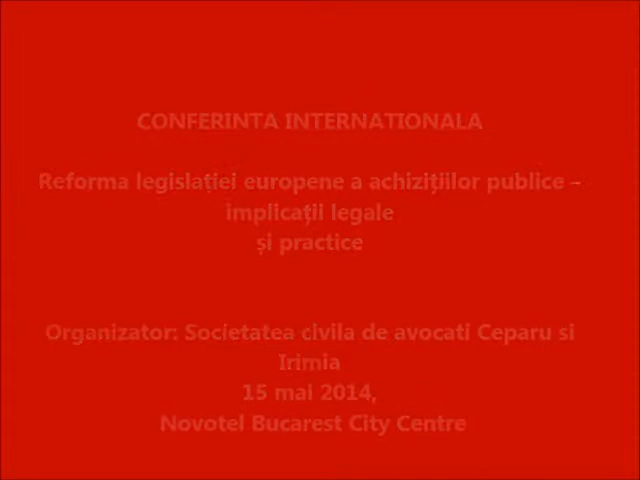 CONFERINTA INTERNATIONALA
Reforma legislației europene a achizițiilor publice –
implicații legale
și practice
Organizator: Societatea civila de avocati Ceparu si
Irimia
15 mai 2014,
Novotel Bucarest City Centre